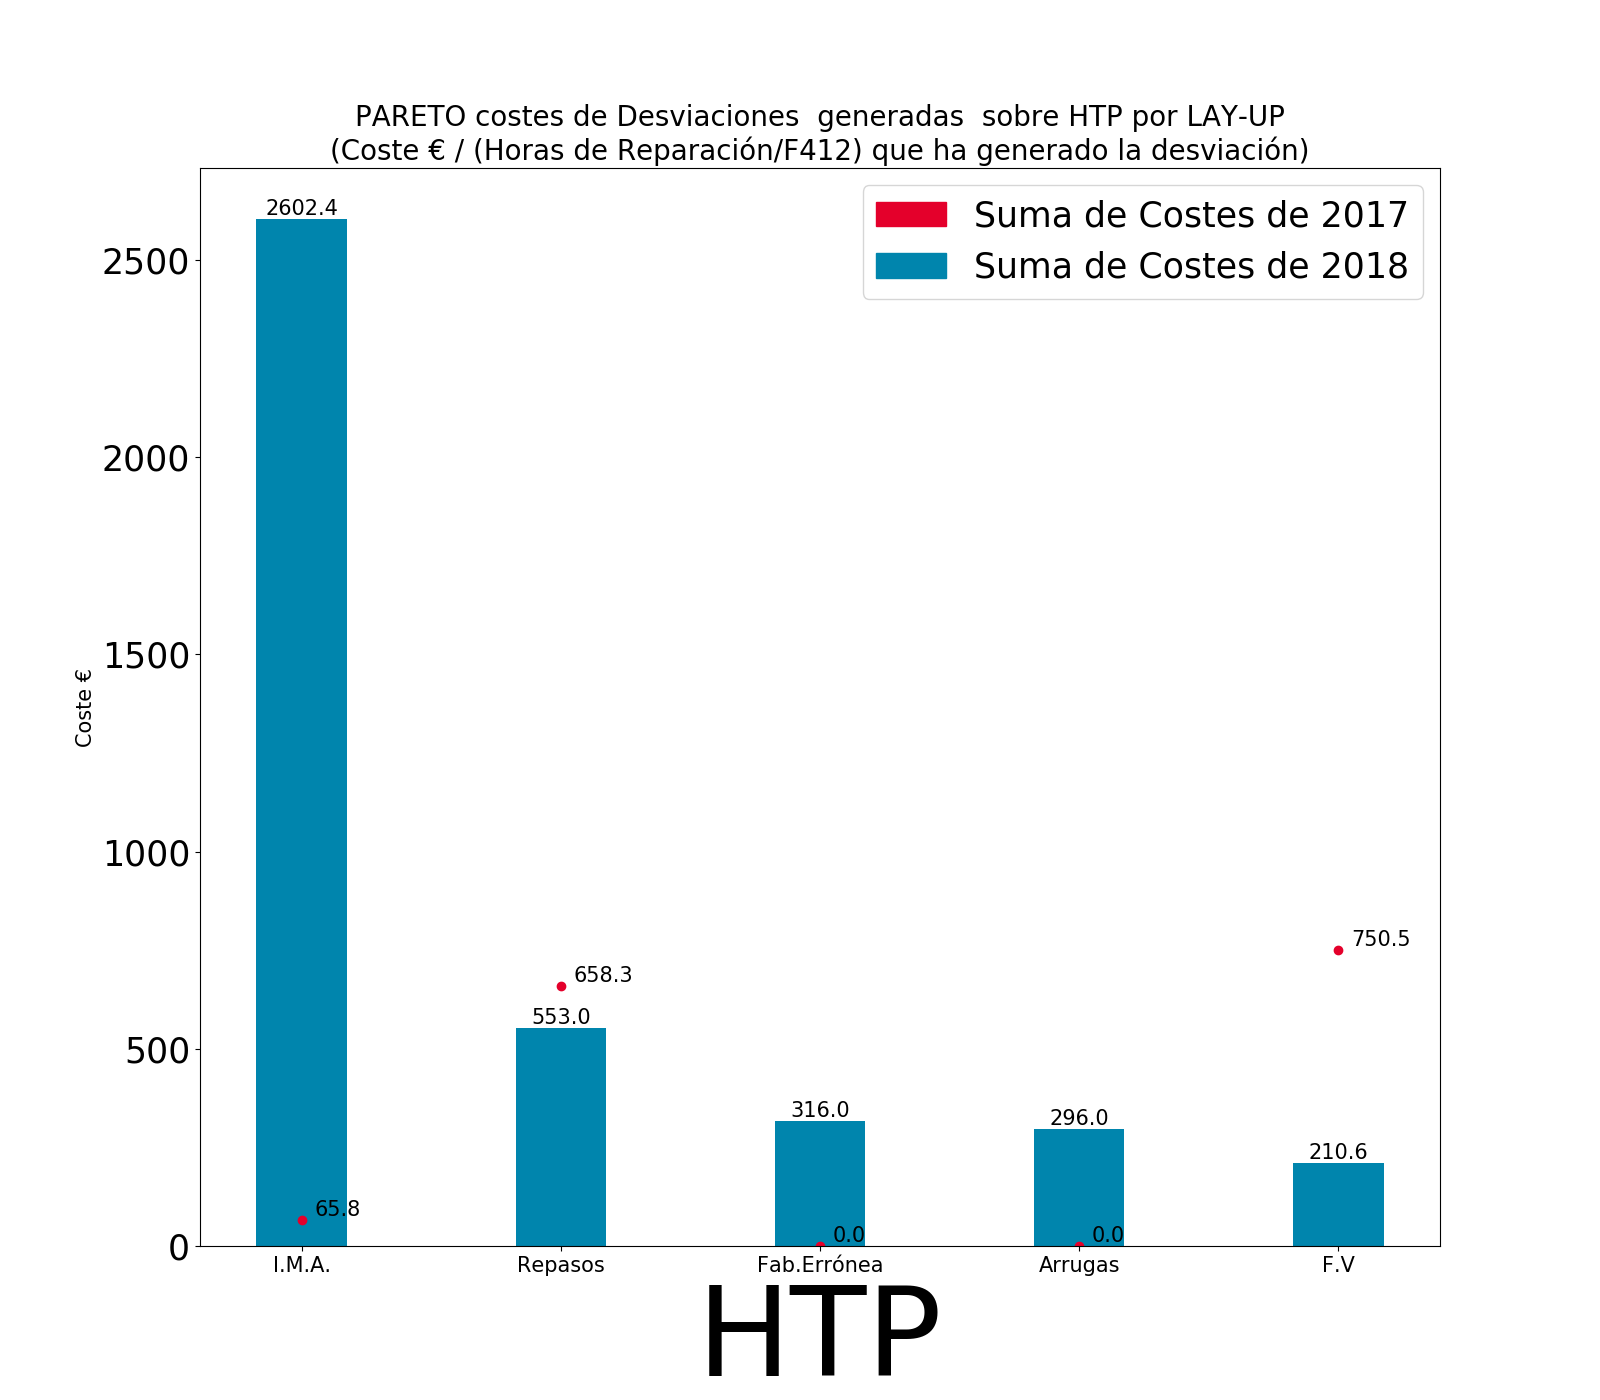 PARETO costes de Desviaciones  generadas  sobre HTP por LAY-UP
(Coste € / (Horas de Reparación/F412) que ha generado la desviación)
Suma de Costes de 2017
Suma de Costes de 2018
2602.4
2500
2000
1500
1000
500
0
Coste €
750.5
658.3
553.0
316.0
296.0
210.6
65.8
0.0
0.0
I.M.A.
Repasos
Fab.Errónea
Arrugas
F.V
HTP